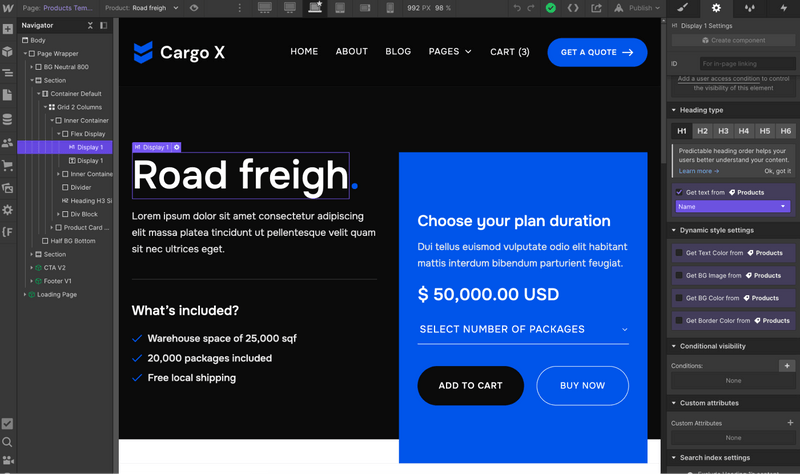 Page: Products Tem...
Product: Road freigh
992 PX 98 %
Publish
Navigator
Body
Page Wrapper
BG Neutral 800
Section
Container Default
Grid 2 Columns
Inner Container
Flex Display
H1 Display 1
Display 1
Inner Container
Divider
Heading H3 Si
Div Block
Product Card ...
Half BG Bottom
Section
CTA V2
Footer V1
Loading Page
Cargo X
HOME
ABOUT
BLOG
PAGES
CART (3)
GET A QUOTE
H1 Display 1
Road freigh.
Lorem ipsum dolor sit amet consectetur adipiscing
elit massa platea tincidunt ut pellentesque velit quam
sit nec ultrices eget.
What's included?
Warehouse space of 25,000 sqf
20,000 packages included
Free local shipping
Choose your plan duration
Dui tellus euismod vulputate odio elit habitant
mattis interdum bibendum parturient feugiat.
$ 50,000.00 USD
SELECT NUMBER OF PACKAGES
ADD TO CART
BUY NOW
H1 Display 1 Settings
Create component
ID For in-page linking
Add a user access condition to control
the visibility of this element
Heading type
H1 H2 H3 H4 H5 H6
Predictable heading order helps your
users better understand your content.
Learn more → Ok, got it
Get text from Products
Name
Dynamic style settings
Get Text Color from Products
Get BG Image from Products
Get BG Color from Products
Get Border Color from Products
Conditional visibility
Conditions: +
None
Custom attributes
Custom Attributes +
None
Search index settings